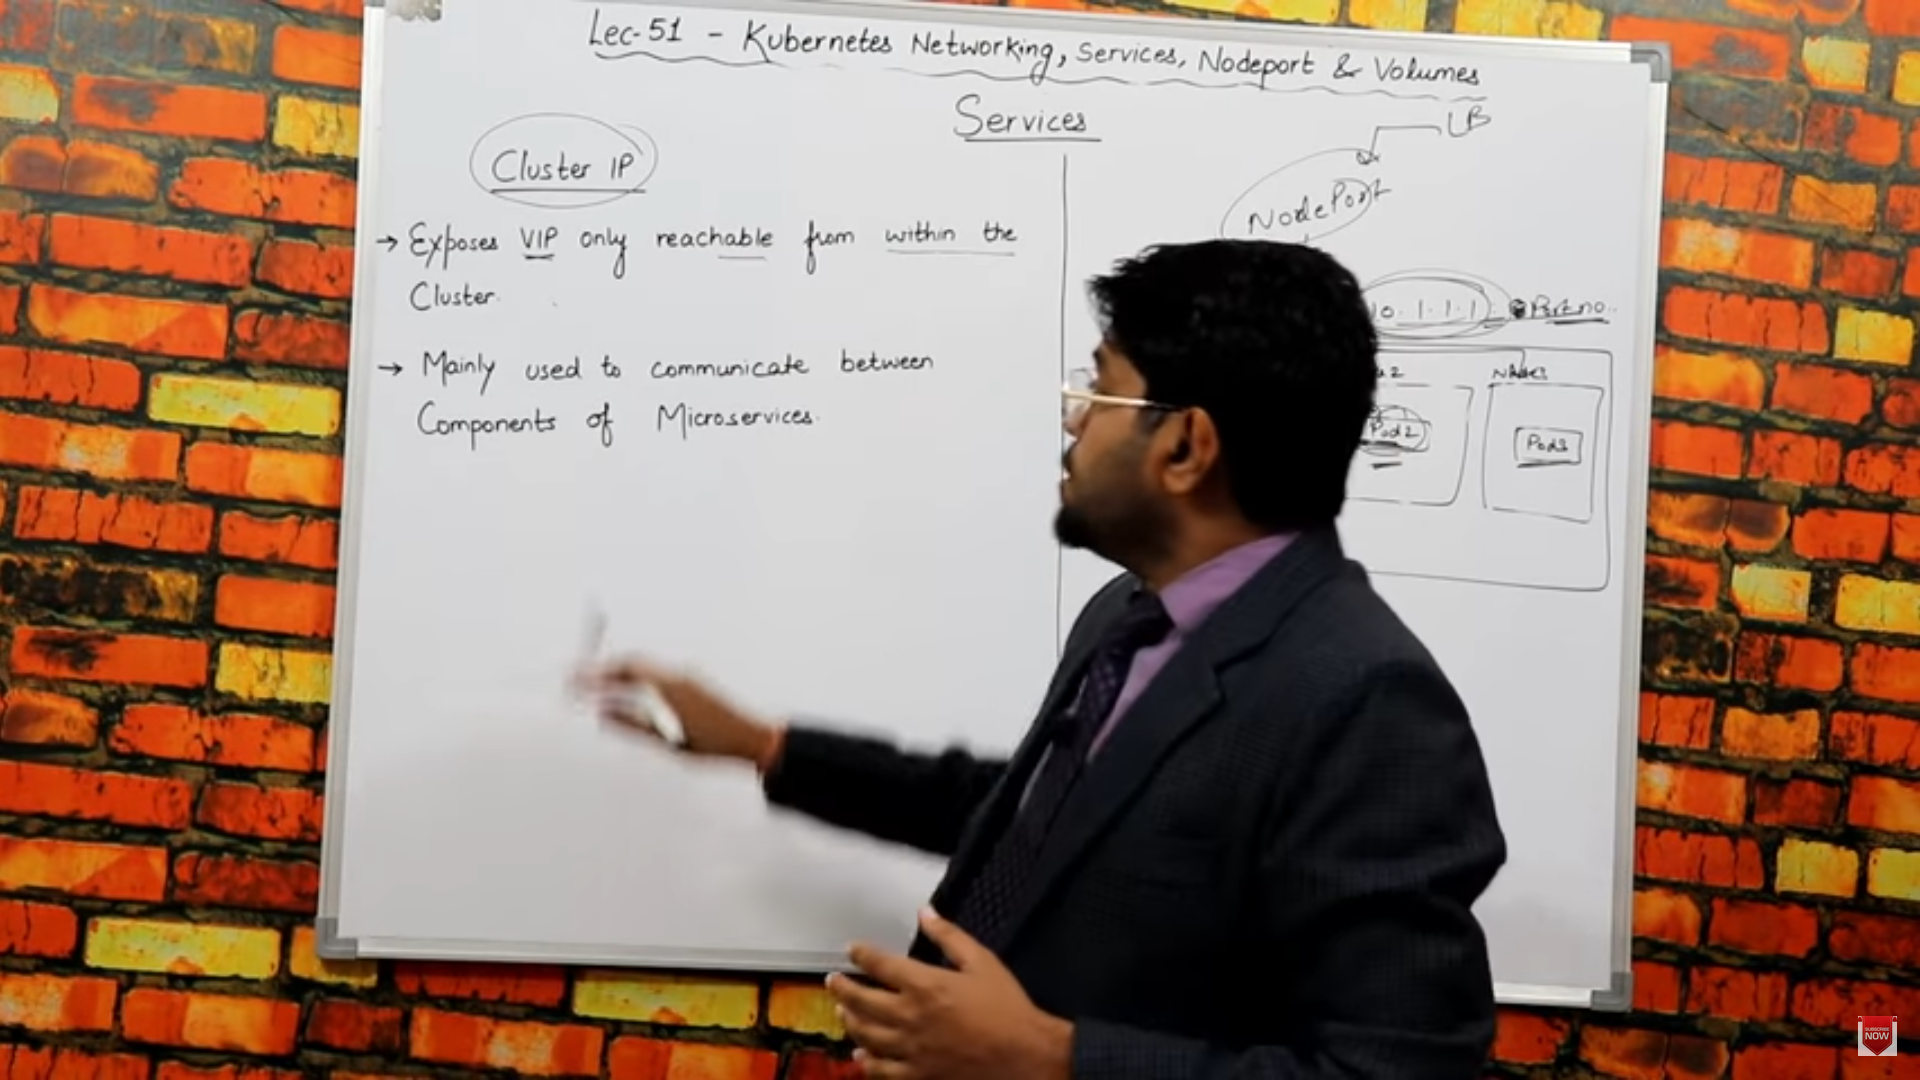 Lec-51 - Kubernetes Networking, Services, Nodeport & Volumes
Services
Cluster IP
→ Exposes VIP only reachable from within the
Cluster.
→ Mainly used to communicate between
Components of Microservices.
LB
NodePort
10.1.1.1: Port no.
2
Pod2
Pod3
SUBSCRIBE
NOW